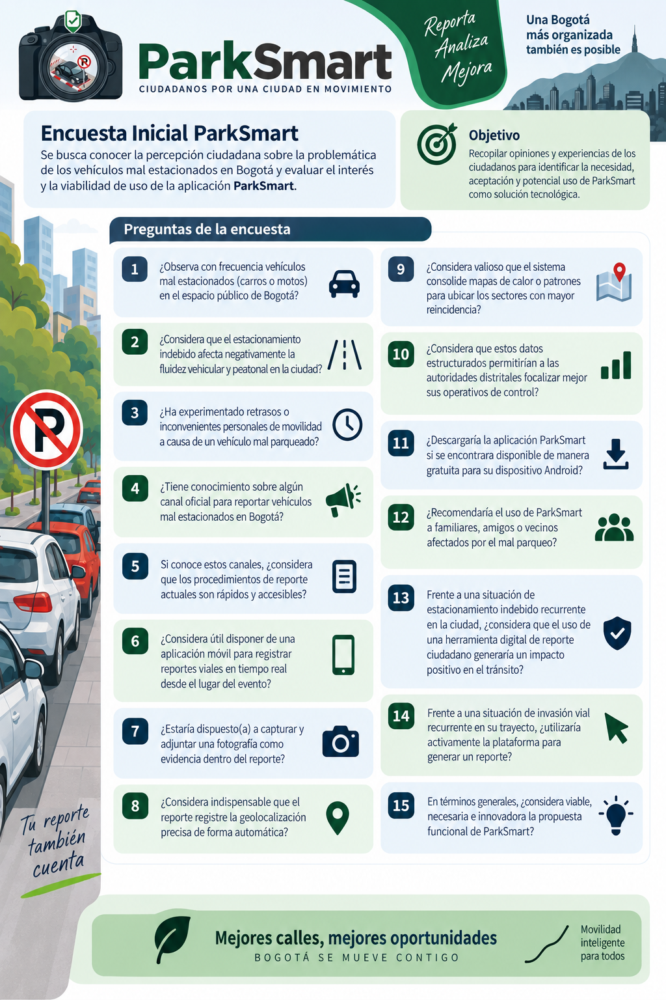 ParkSmart
CIUDADANOS POR UNA CIUDAD EN MOVIMIENTO
Reporta
Analiza
Mejora
Una Bogotá
más organizada
también es posible
Encuesta Inicial ParkSmart
Se busca conocer la percepción ciudadana sobre la problemática
de los vehículos mal estacionados en Bogotá y evaluar el interés
y la viabilidad de uso de la aplicación ParkSmart.
Objetivo
Recopilar opiniones y experiencias de los
ciudadanos para identificar la necesidad,
aceptación y potencial uso de ParkSmart
como solución tecnológica.
Preguntas de la encuesta
1
¿Observa con frecuencia vehículos
mal estacionados (carros o motos)
en el espacio público de Bogotá?
2
¿Considera que el estacionamiento
indebido afecta negativamente la
fluidez vehicular y peatonal en la ciudad?
3
¿Ha experimentado retrasos o
inconvenientes personales de movilidad
a causa de un vehículo mal parqueado?
4
¿Tiene conocimiento sobre algún
canal oficial para reportar vehículos
mal estacionados en Bogotá?
5
Si conoce estos canales, ¿considera
que los procedimientos de reporte
actuales son rápidos y accesibles?
6
¿Considera útil disponer de una
aplicación móvil para registrar
reportes viales en tiempo real
desde el lugar del evento?
7
¿Estaría dispuesto(a) a capturar y
adjuntar una fotografía como
evidencia dentro del reporte?
8
¿Considera indispensable que el
reporte registre la geolocalización
precisa de forma automática?
9
¿Considera valioso que el sistema
consolide mapas de calor o patrones
para ubicar los sectores con mayor
reincidencia?
10
¿Considera que estos datos
estructurados permitirían a las
autoridades distritales focalizar mejor
sus operativos de control?
11
¿Descargaría la aplicación ParkSmart
si se encontrara disponible de manera
gratuita para su dispositivo Android?
12
¿Recomendaría el uso de ParkSmart
a familiares, amigos o vecinos
afectados por el mal parqueo?
13
Frente a una situación de
estacionamiento indebido recurrente
en la ciudad, ¿considera que el uso de
una herramienta digital de reporte
ciudadano generaría un impacto
positivo en el tránsito?
14
Frente a una situación de invasión vial
recurrente en su trayecto, ¿utilizaría
activamente la plataforma para
generar un reporte?
15
En términos generales, ¿considera viable,
necesaria e innovadora la propuesta
funcional de ParkSmart?
P
Tu reporte
también
cuenta
Mejores calles, mejores oportunidades
BOGOTÁ SE MUEVE CONTIGO
Movilidad
inteligente
para todos